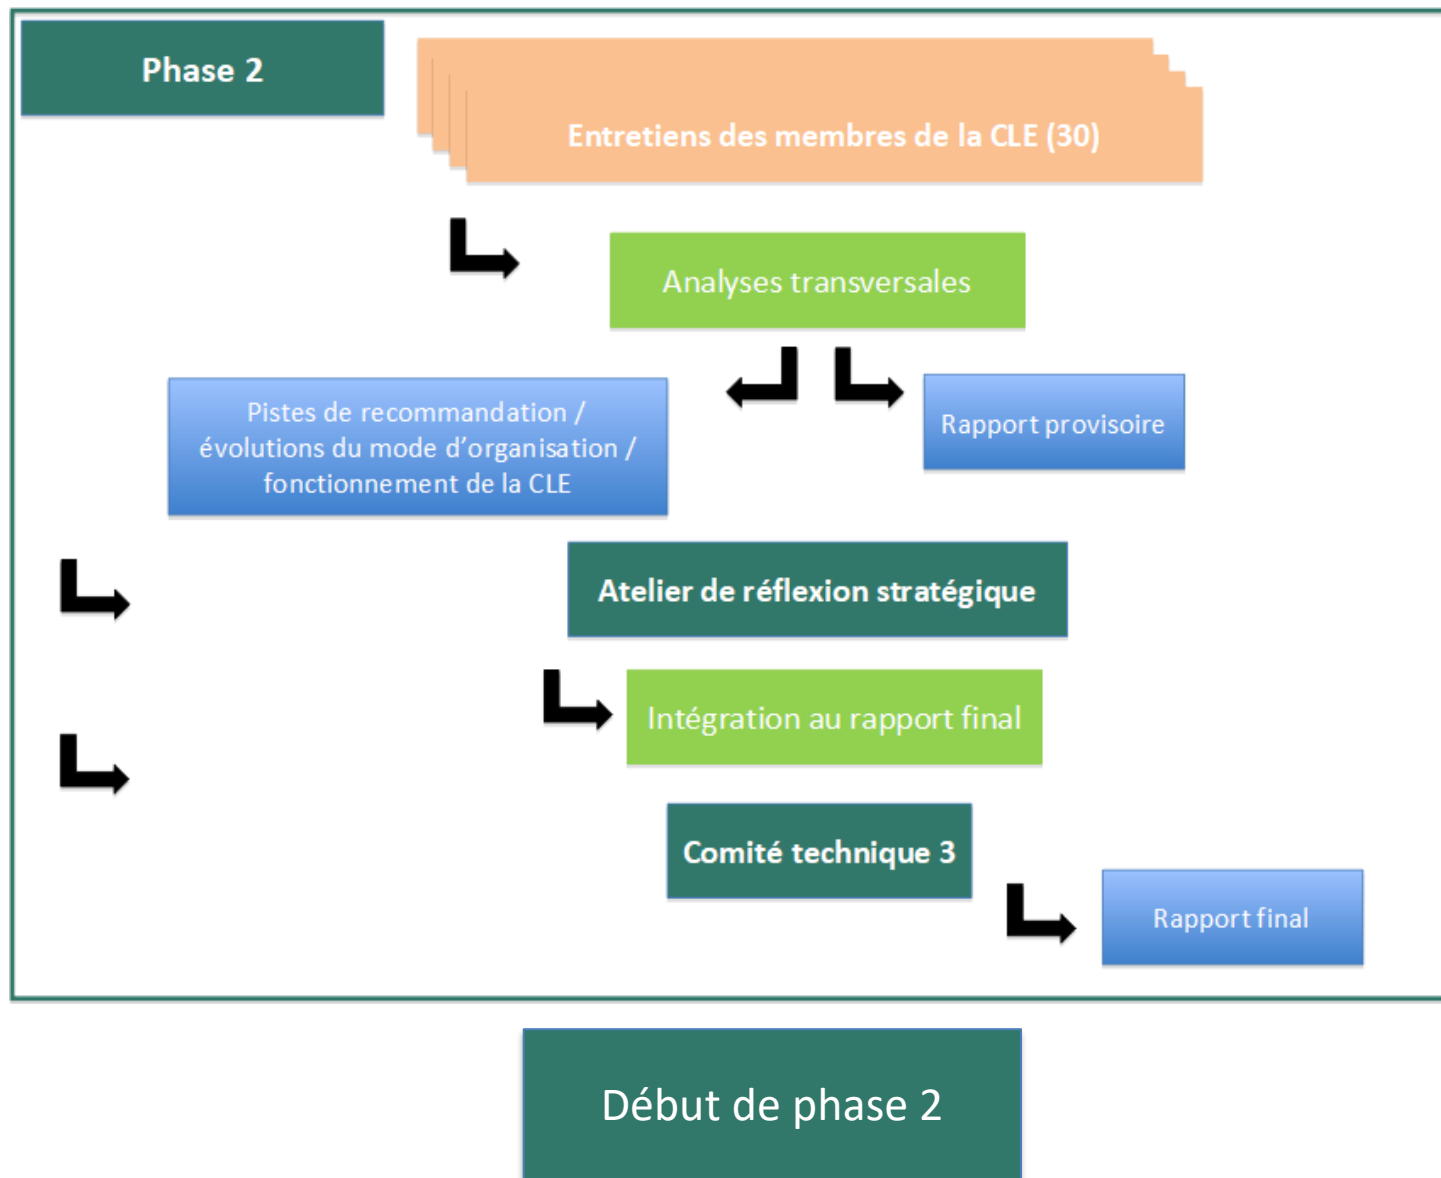 Phase 2
Entretiens des membres de la CLE (30)
Analyses transversales
Pistes de recommandation /
évolutions du mode d’organisation /
fonctionnement de la CLE
Rapport provisoire
Atelier de réflexion stratégique
Intégration au rapport final
Comité technique 3
Rapport final
Début de phase 2